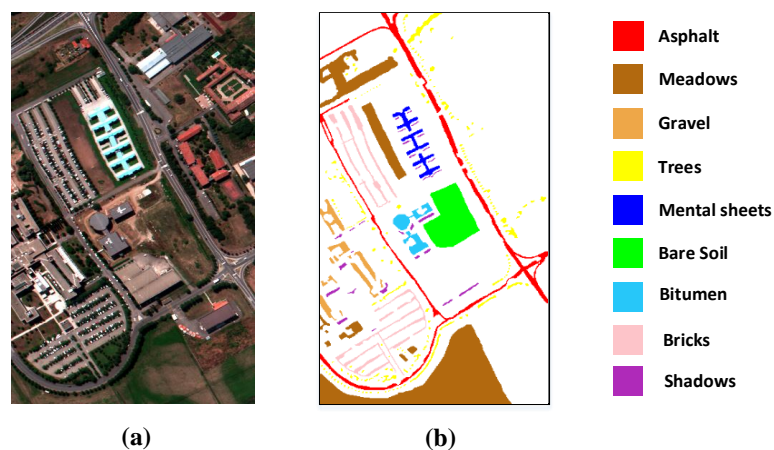 Asphalt
Meadows
Gravel
Trees
Mental sheets
Bare Soil
Bitumen
Bricks
Shadows
(a)
(b)